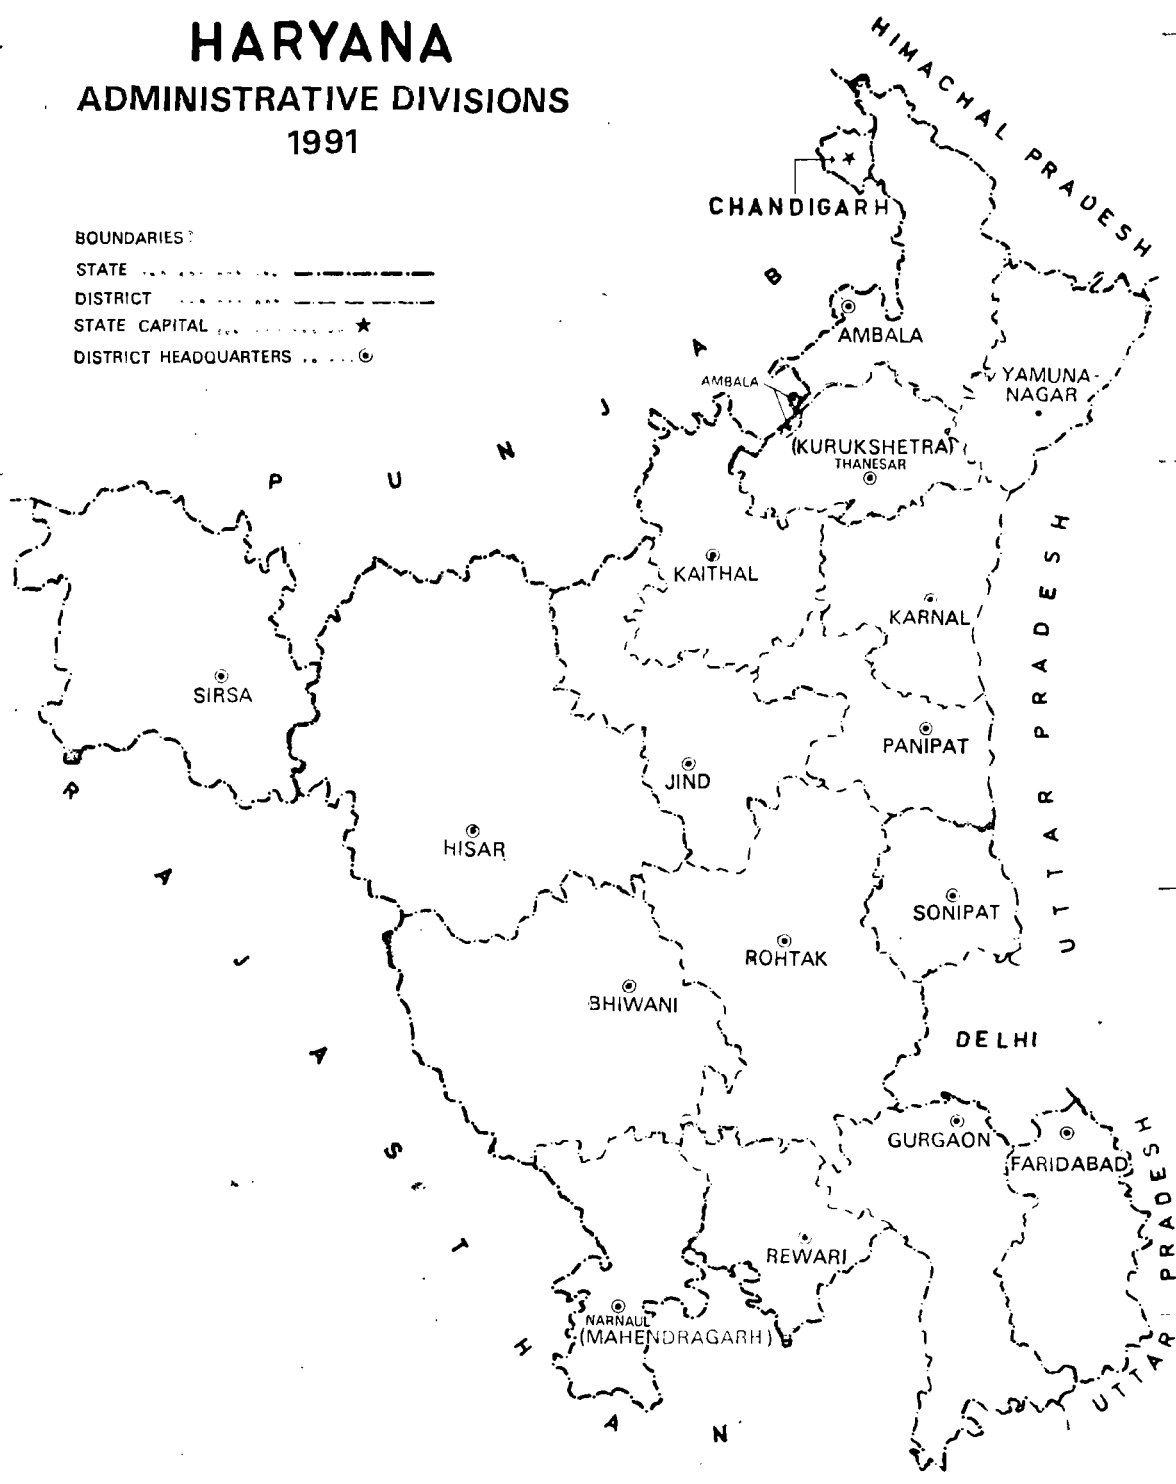 HARYANA
ADMINISTRATIVE DIVISIONS
1991
BOUNDARIES:
STATE
DISTRICT
STATE CAPITAL
DISTRICT HEADQUARTERS
HIMACHAL PRADESH
CHANDIGARH
PUNJAB
AMBALA
AMBALA
YAMUNA-
NAGAR
(KURUKSHETRA)
THANESAR
KAITHAL
KARNAL
UTTAR PRADESH
SIRSA
PANIPAT
JIND
HISAR
SONIPAT
ROHTAK
BHIWANI
DELHI
GURGAON
FARIDABAD
UTTAR PRADESH
REWARI
NARNAUL
(MAHENDRAGARH)
RAJASTHAN